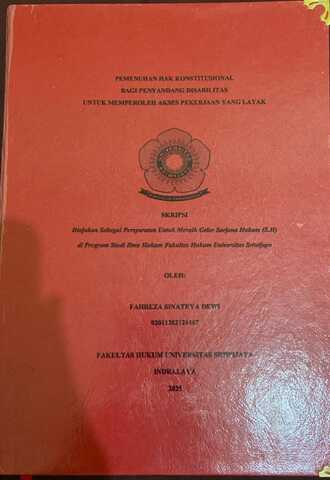 PEMENUHAN HAK KONSTITUSIONAL
BAGI PENYANDANG DISABILITAS
UNTUK MEMPEROLEH AKSES PEKERJAAN YANG LAYAK
SKRIPSI
Diajukan Sebagai Persyaratan Untuk Meraih Gelar Sarjana Hukum (S.H)
di Program Studi Ilmu Hukum Fakultas Hukum Universitas Sriwijaya
OLEH:
FAHREZA SINATRYA DEWI
FAKULTAS HUKUM UNIVERSITAS SRIWIJAYA
INDRALAYA
2025